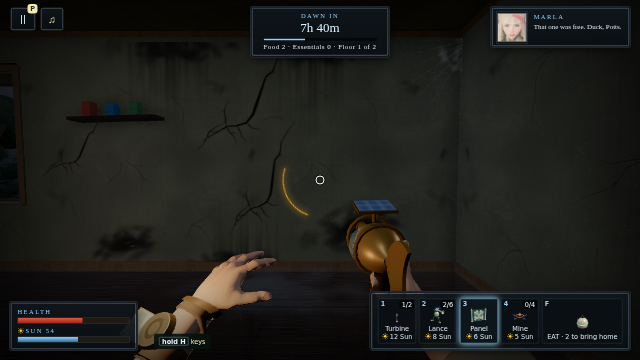 P
DAWN IN
7h 40m
Food 2 · Essentials 0 · Floor 1 of 2
MARLA
That one was free. Duck, Potts.
HEALTH
SUN 54
hold H keys
1 1/2
Turbine
12 Sun
2 2/6
Lance
8 Sun
3
Panel
6 Sun
4 0/4
Mine
5 Sun
F
EAT · 2 to bring home